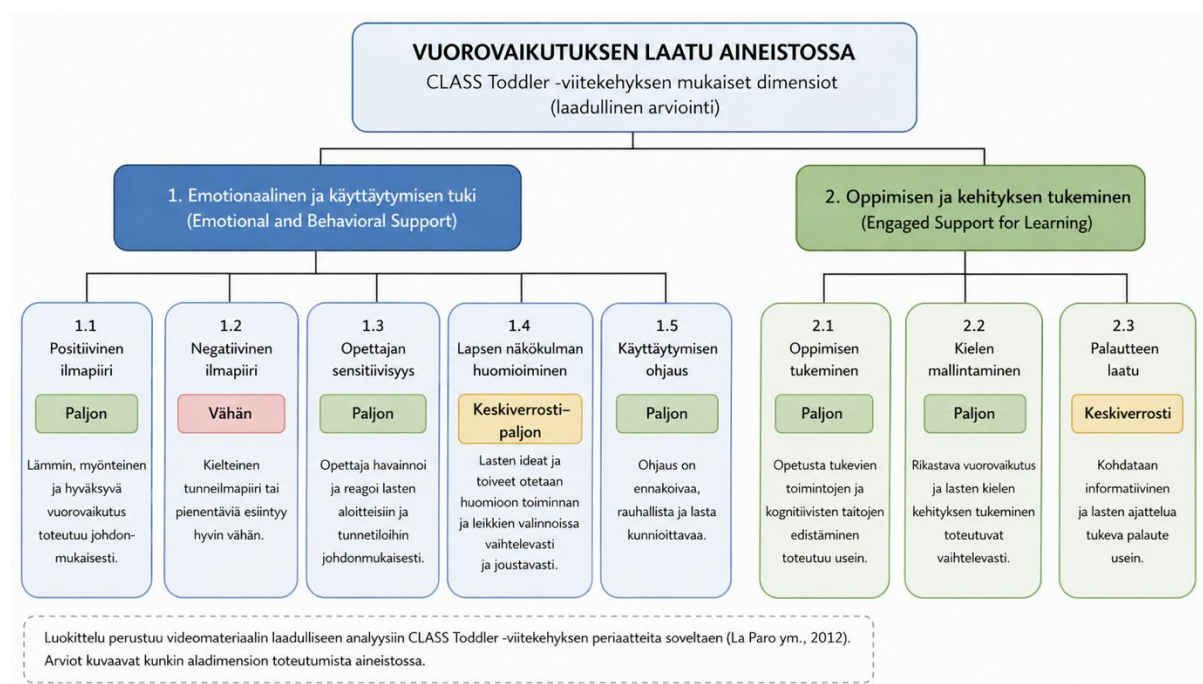 VUOROVAIKUTUKSEN LAATU AINEISTOSSA
CLASS Toddler -viitekehyksen mukaiset dimensiot
(laadullinen arviointi)
1. Emotionaalinen ja käyttäytymisen tuki
(Emotional and Behavioral Support)
2. Oppimisen ja kehityksen tukeminen
(Engaged Support for Learning)
1.1
Positiivinen
ilmapiiri
Paljon
Lämmin, myönteinen
ja hyväksyvä
vuorovaikutus
toteutuu johdon-
mukaisesti.
1.2
Negatiivinen
ilmapiiri
Vähän
Kielteinen
tunneilmapiiri tai
pienentäviä esiintyy
hyvin vähän.
1.3
Opettajan
sensitiivisyys
Paljon
Opettaja havainnoi
ja reagoi lasten
aloitteisiin ja
tunnetiloihin
johdonmukaisesti.
1.4
Lapsen näkökulman
huomioiminen
Keskiverrosti–
paljon
Lasten ideat ja
toiveet otetaan
huomioon toiminnan
ja leikkien valinnoissa
vaihtelevasti
ja joustavasti.
1.5
Käyttäytymisen
ohjaus
Paljon
Ohjaus on
ennakoivaa,
rauhallista ja lasta
kunnioittavaa.
2.1
Oppimisen
tukeminen
Paljon
Opetusta tukevien
toimintojen ja
kognitiivisten taitojen
edistäminen
toteutuu usein.
2.2
Kielen
mallintaminen
Paljon
Rikastava vuorovaikutus
ja lasten kielen
kehityksen tukeminen
toteutuvat
vaihtelevasti.
2.3
Palautteen
laatu
Keskiverrosti
Kohdataan
informatiivinen
ja lasten ajattelua
tukeva palaute
usein.
Luokittelu perustuu videomateriaalin laadulliseen analyysiin CLASS Toddler -viitekehyksen periaatteita soveltaen (La Paro ym., 2012).
Arviot kuvaavat kunkin aladimension toteutumista aineistossa.